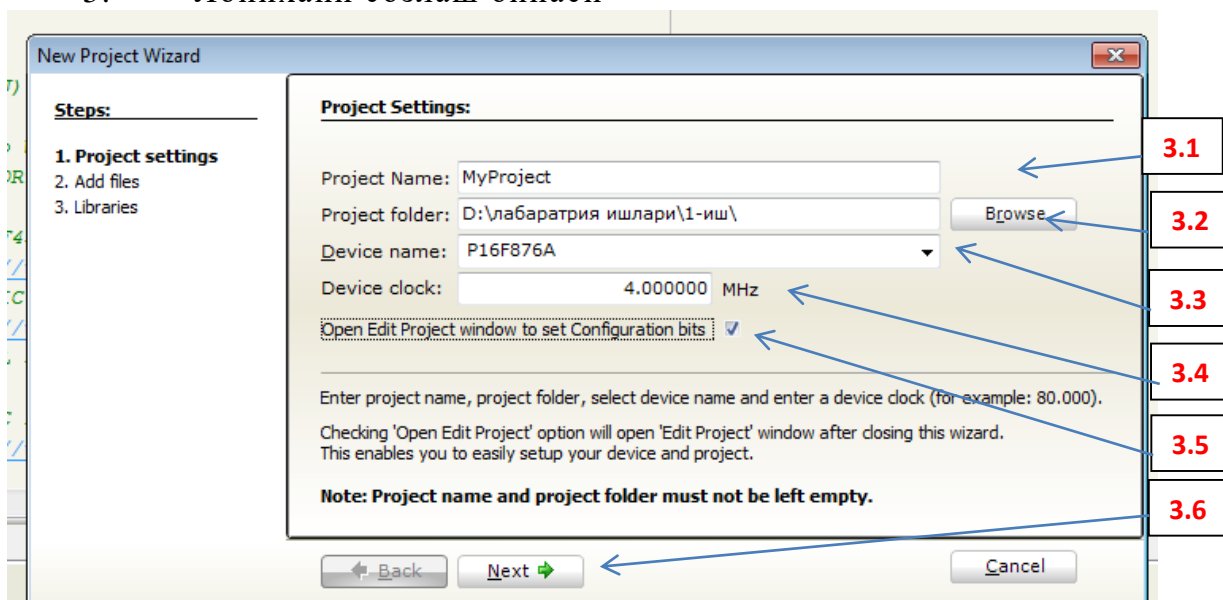 New Project Wizard
Steps:
1. Project settings
2. Add files
3. Libraries
Project Settings:
Project Name: MyProject
Project folder: D:\лабаратрия ишлари\1-иш\ Browse
Device name: P16F876A
Device clock: 4.000000 MHz
Open Edit Project window to set Configuration bits
Enter project name, project folder, select device name and enter a device clock (for example: 80.000).
Checking 'Open Edit Project' option will open 'Edit Project' window after closing this wizard.
This enables you to easily setup your device and project.
Note: Project name and project folder must not be left empty.
Back Next Cancel
3.1
3.2
3.3
3.4
3.5
3.6